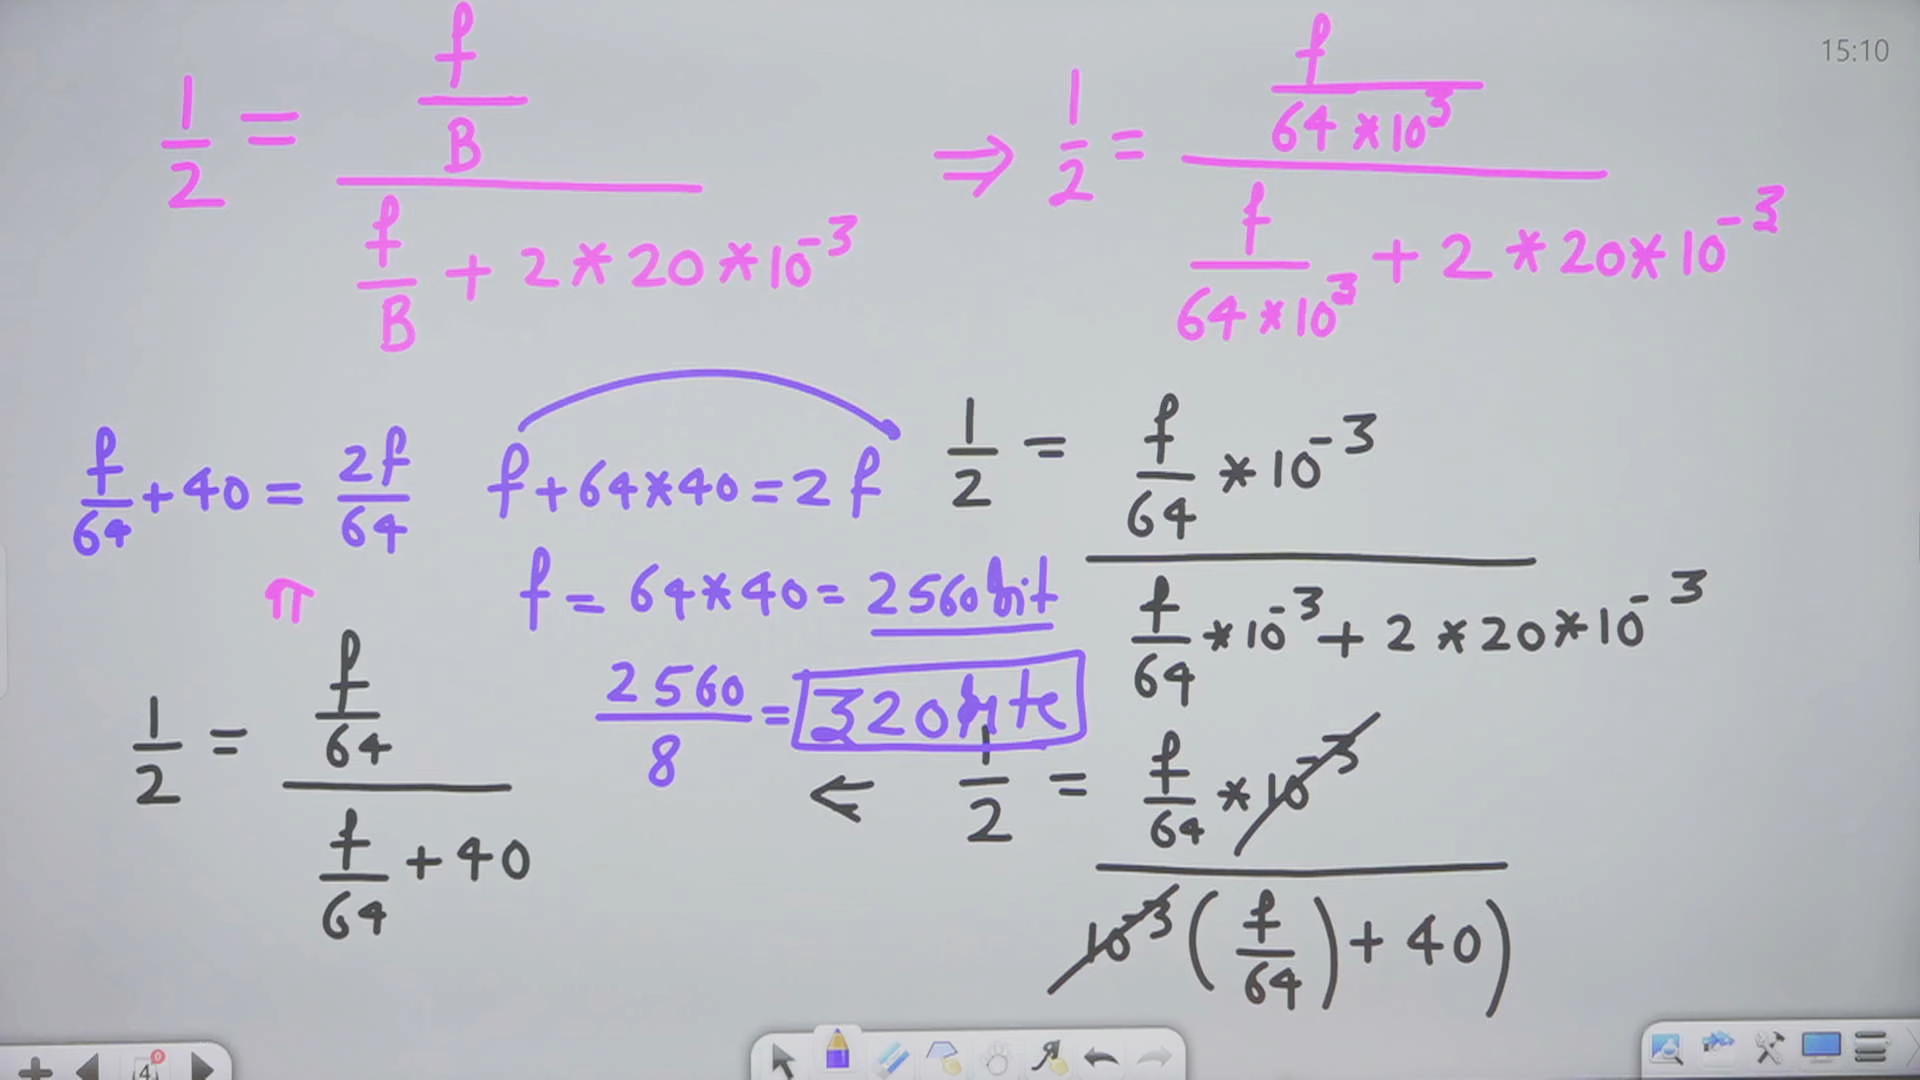 15:10
1/2 = (f/B) / (f/B + 2*20*10^-3) ⇒ 1/2 = (f/(64*10^3)) / (f/(64*10^3) + 2*20*10^-3)
1/2 = (f/64 * 10^-3) / (f/64 * 10^-3 + 2*20*10^-3)
1/2 = (f/64 * 10^-3) / (10^-3 (f/64) + 40)
←
1/2 = (f/64) / (f/64 + 40)
π
f/64 + 40 = 2f/64
f + 64*40 = 2f
f = 64*40 = 2560 bit
2560/8 = 320 byte
4
0